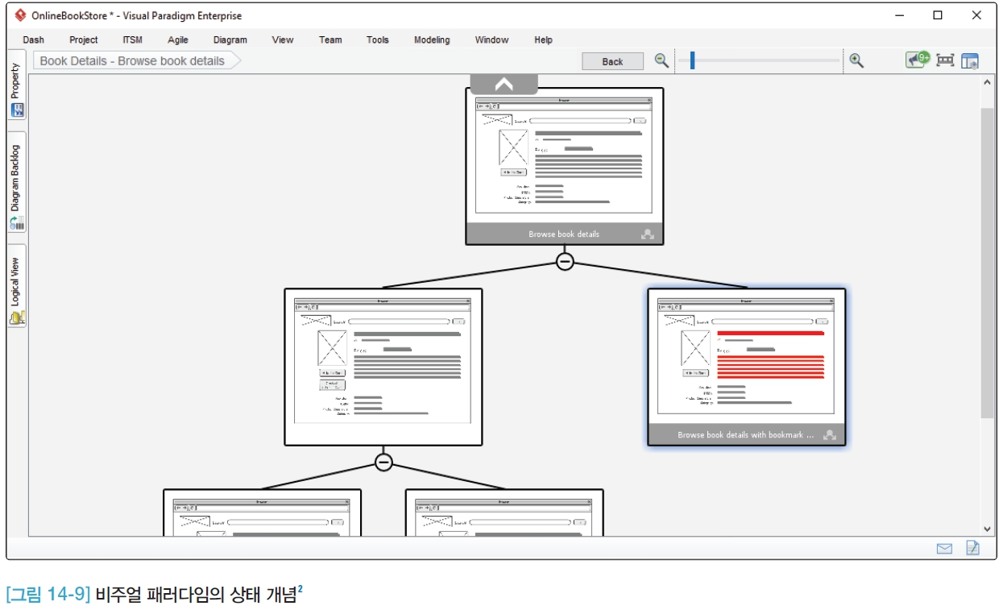 OnlineBookStore * - Visual Paradigm Enterprise
Dash Project ITSM Agile Diagram View Team Tools Modeling Window Help
Book Details - Browse book details
Back
9+
Property
Diagram Backlog
Logical View
Browse book details
Browse book details with bookmark ...
[그림 14-9] 비주얼 패러다임의 상태 개념2